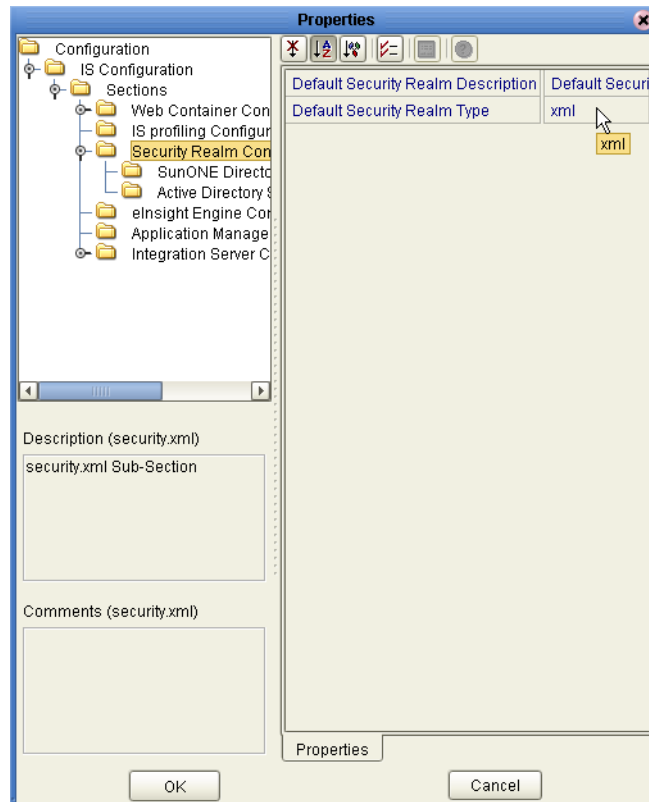 Properties
Configuration
IS Configuration
Sections
Web Container Con
IS profiling Configur
Security Realm Con
SunONE Directo
Active Directory S
eInsight Engine Cor
Application Manage
Integration Server C
Default Security Realm Description Default Securi
Default Security Realm Type xml
xml
Description (security.xml)
security.xml Sub-Section
Comments (security.xml)
Properties
OK Cancel